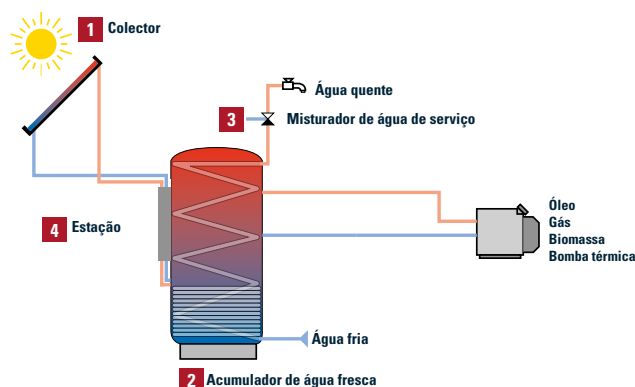 1 Colector
Água quente
3 Misturador de água de serviço
Óleo
Gás
Biomassa
Bomba térmica
4 Estação
Água fria
2 Acumulador de água fresca